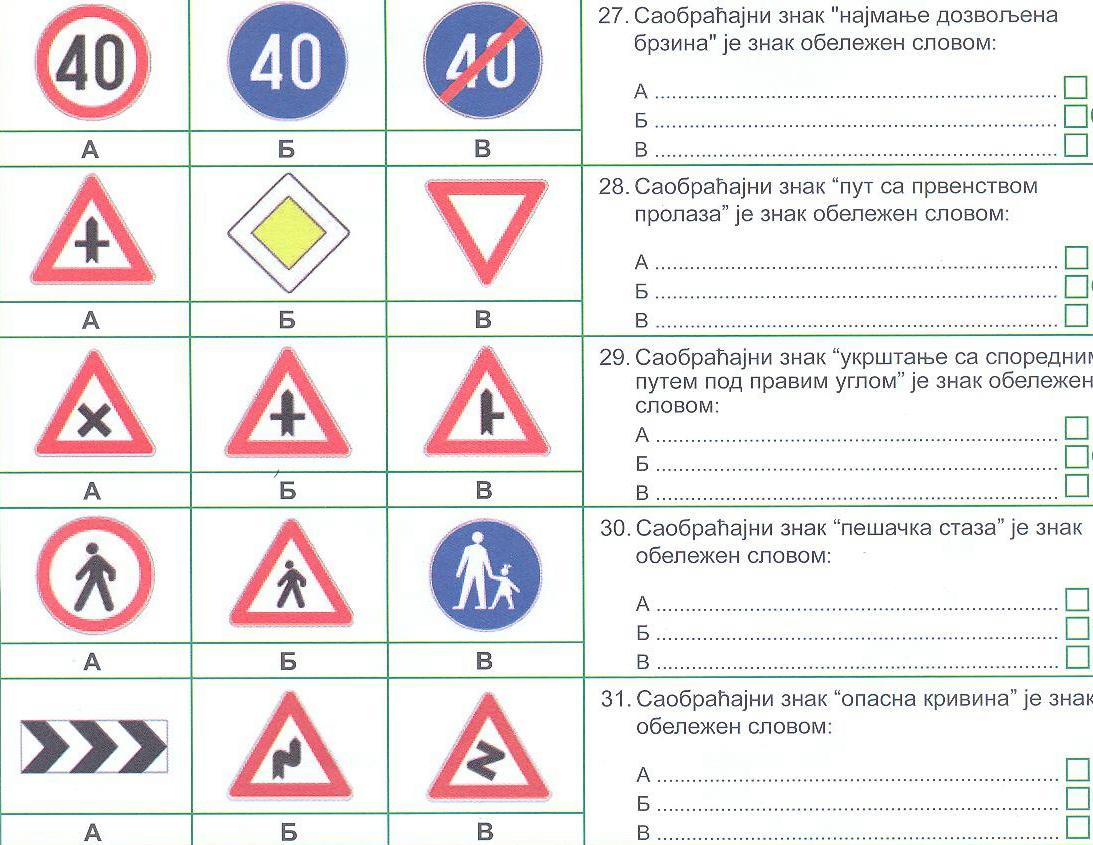 40 40 40
А Б В
27. Саобраћајни знак "најмање дозвољена
брзина" је знак обележен словом:
А
Б
В
А Б В
28. Саобраћајни знак “пут са првенством
пролаза” је знак обележен словом:
А
Б
В
А Б В
29. Саобраћајни знак “укрштање са споредним
путем под правим углом” је знак обележен
словом:
А
Б
В
А Б В
30. Саобраћајни знак “пешачка стаза” је знак
обележен словом:
А
Б
В
А Б В
31. Саобраћајни знак “опасна кривина” је знак
обележен словом:
А
Б
В